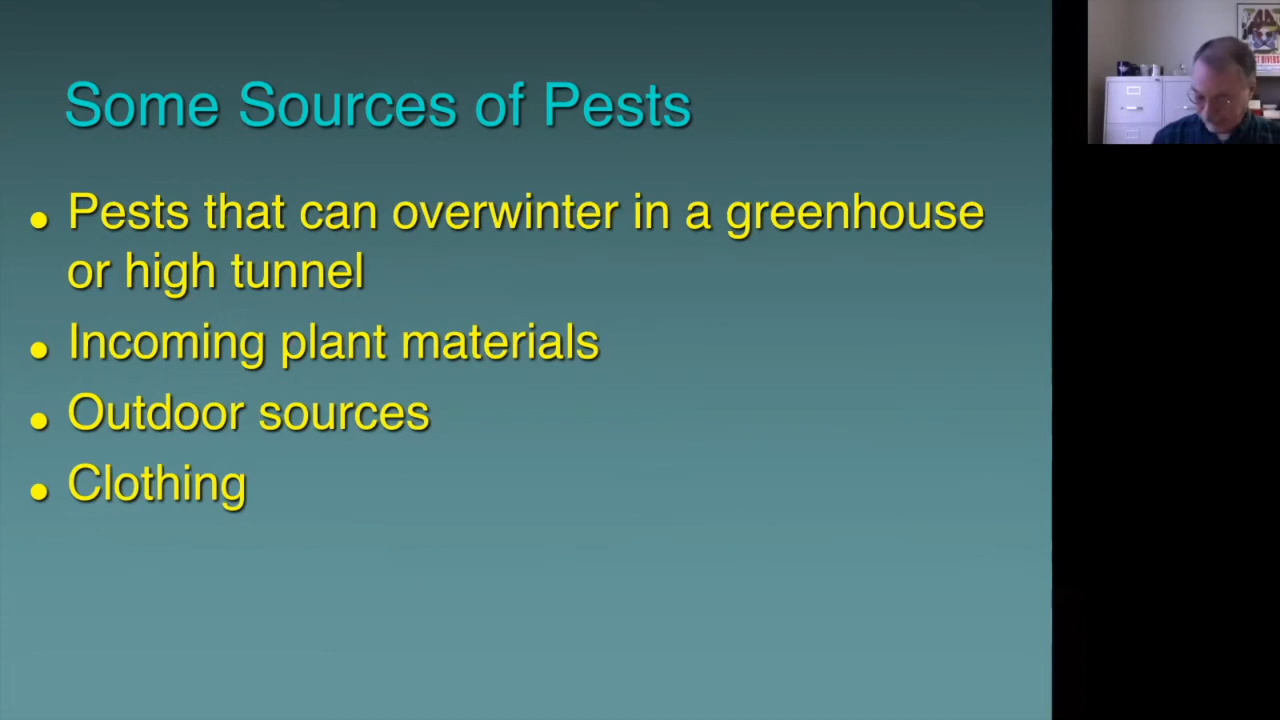 Some Sources of Pests
• Pests that can overwinter in a greenhouse
or high tunnel
• Incoming plant materials
• Outdoor sources
• Clothing